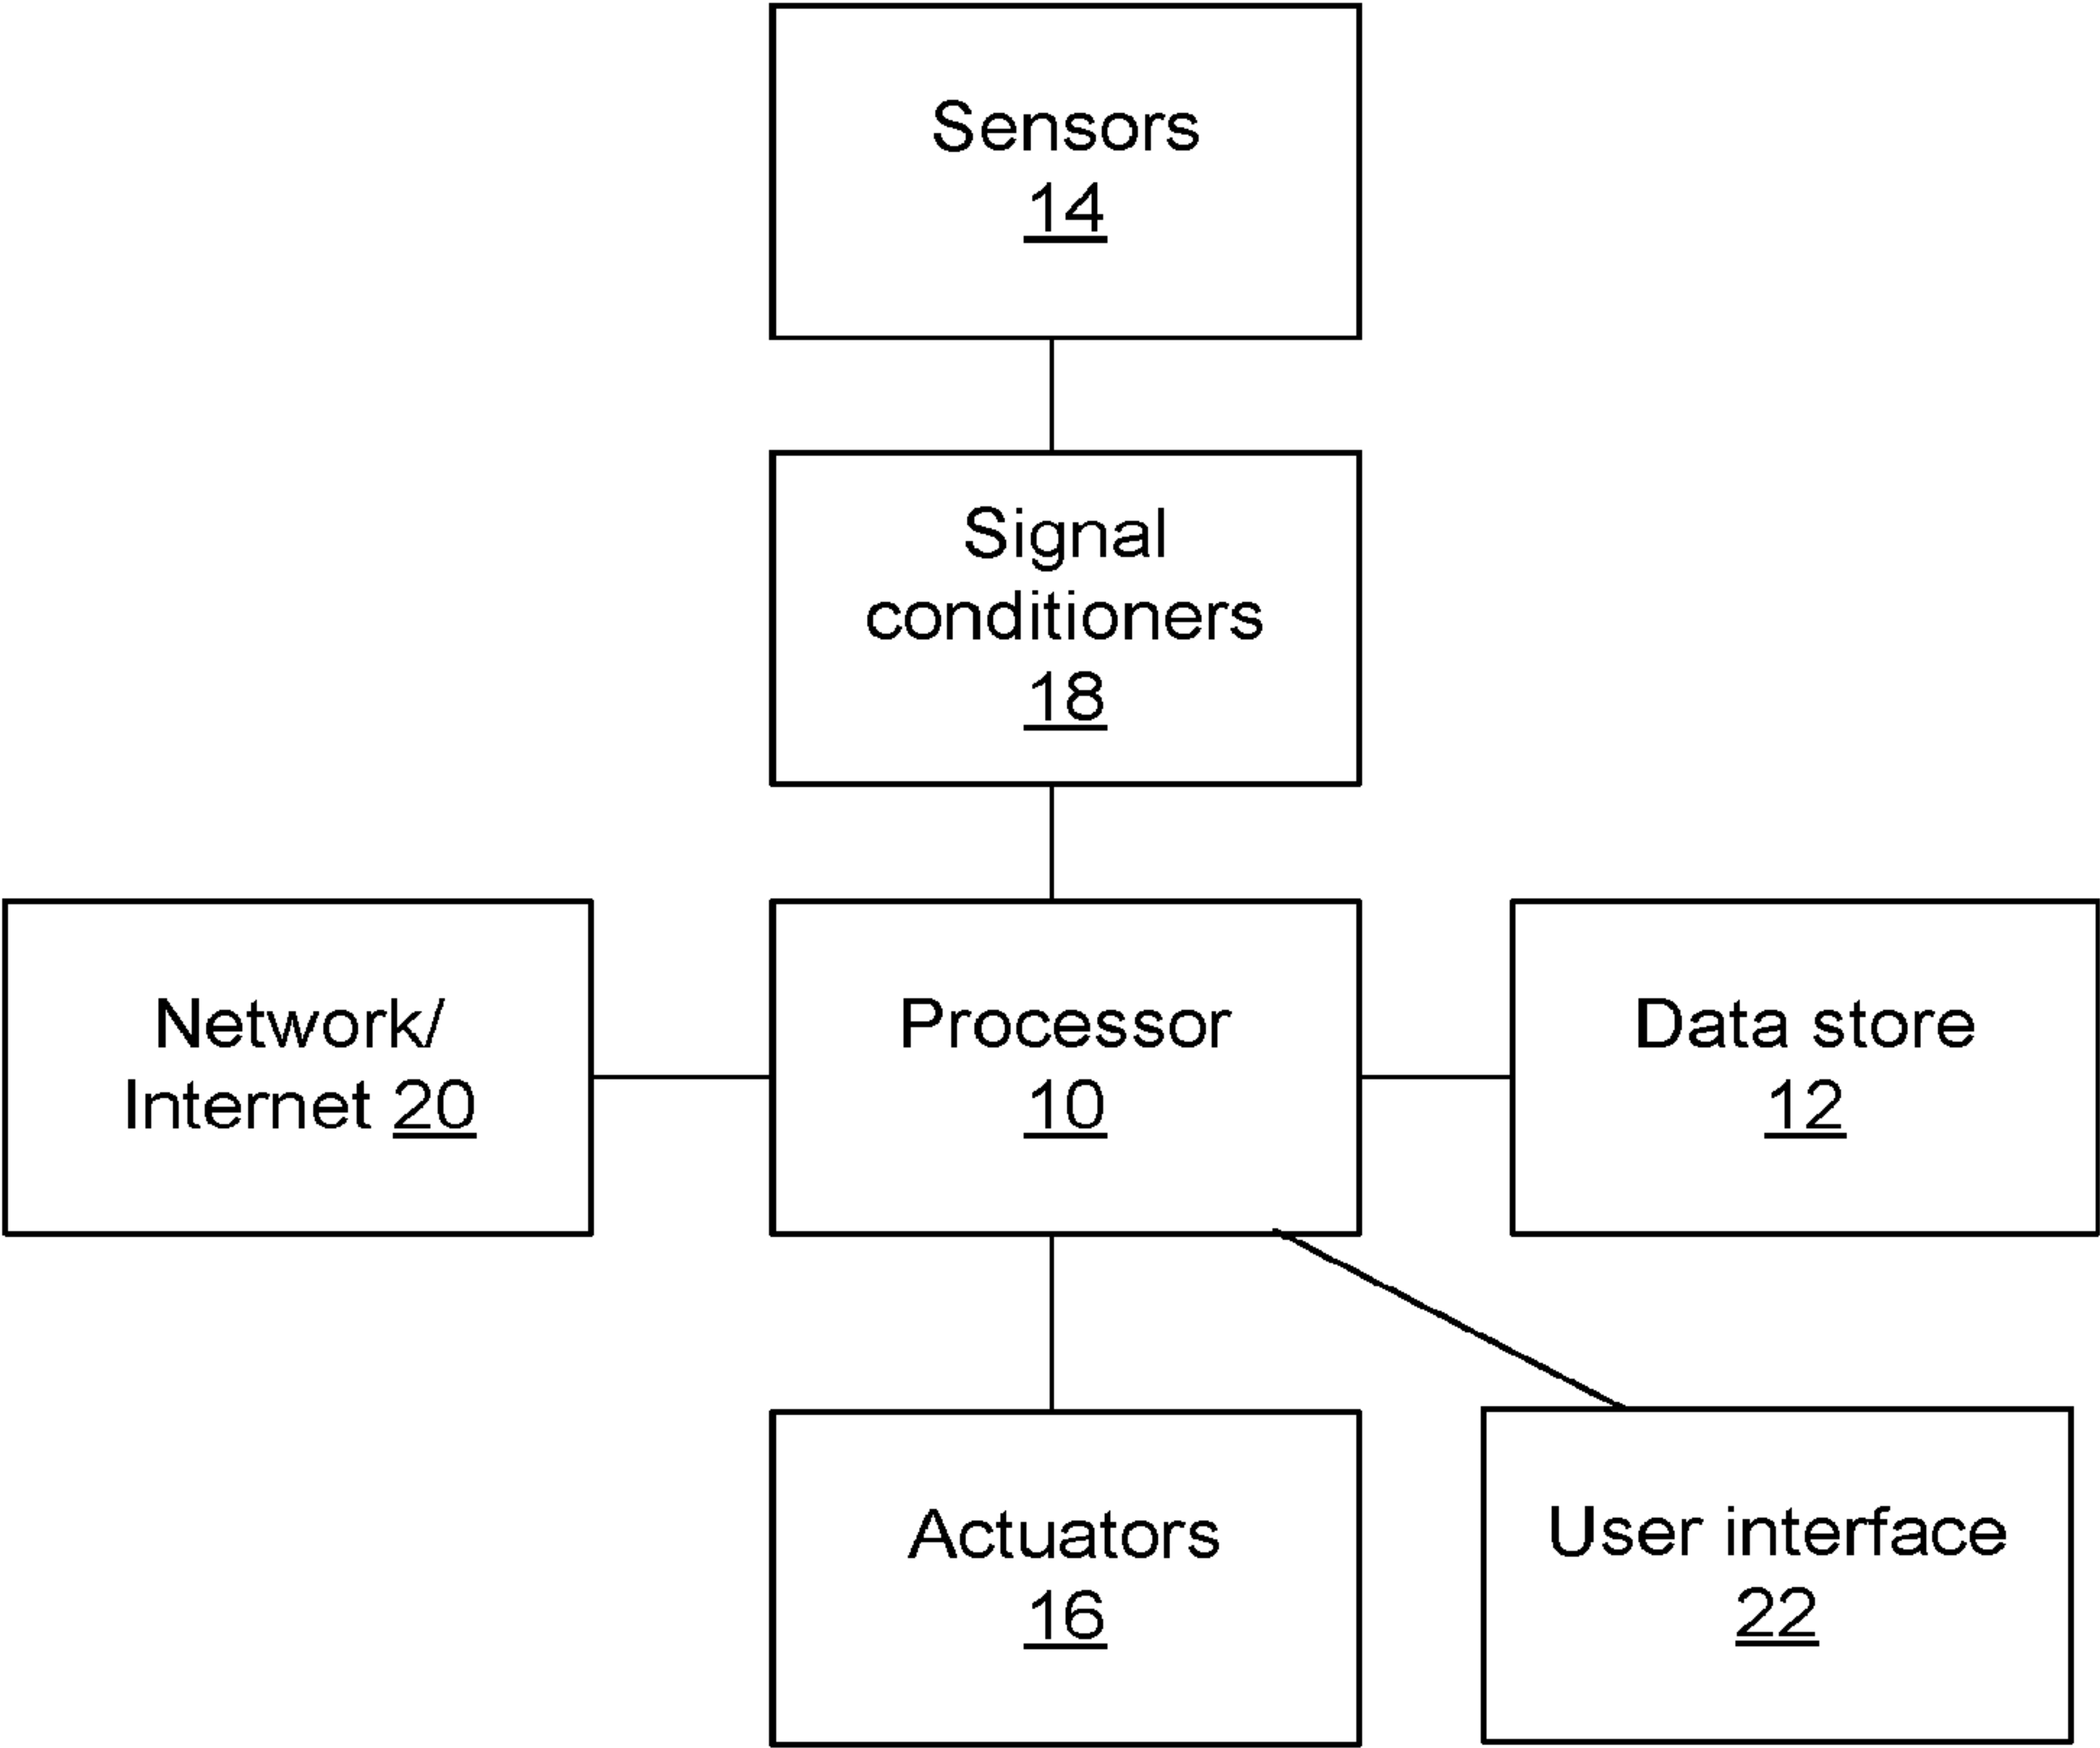 Sensors
14
Signal
conditioners
18
Network/
Internet 20
Processor
10
Data store
12
Actuators
16
User interface
22